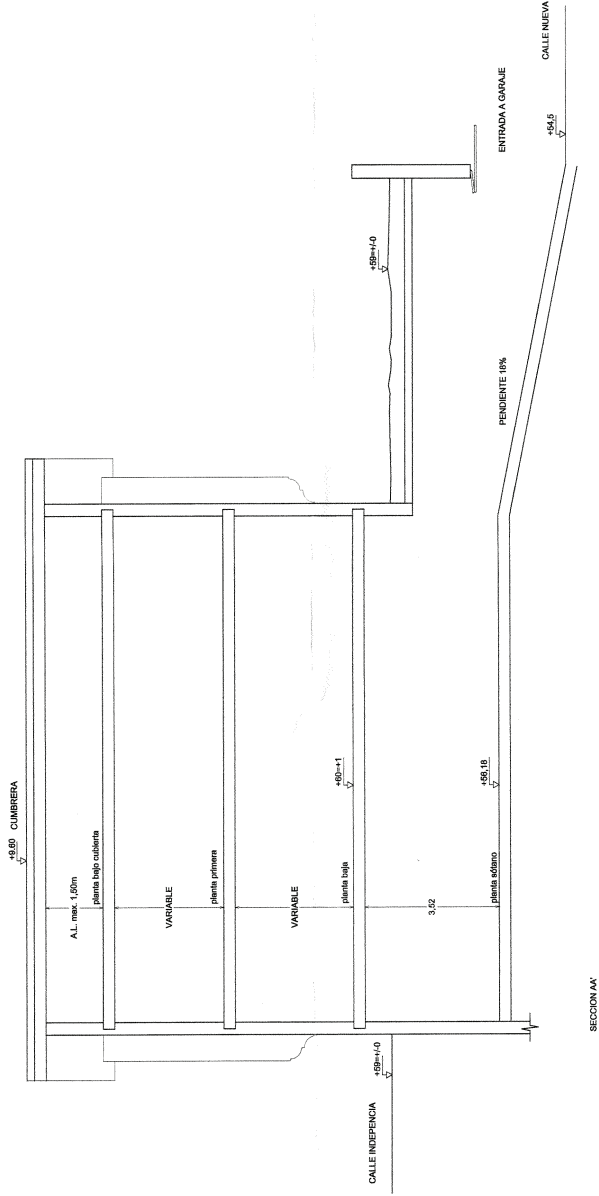 +9.60 CUMBRERA
A.L. max. 1,50m
planta bajo cubierta
VARIABLE
planta primera
VARIABLE
planta baja
+60=+1
3,52
planta sótano
+56,18
CALLE INDEPENCIA
+59=+/-0
+59=+/-0
PENDIENTE 18%
ENTRADA A GARAJE
+54,5
CALLE NUEVA
SECCION AA'